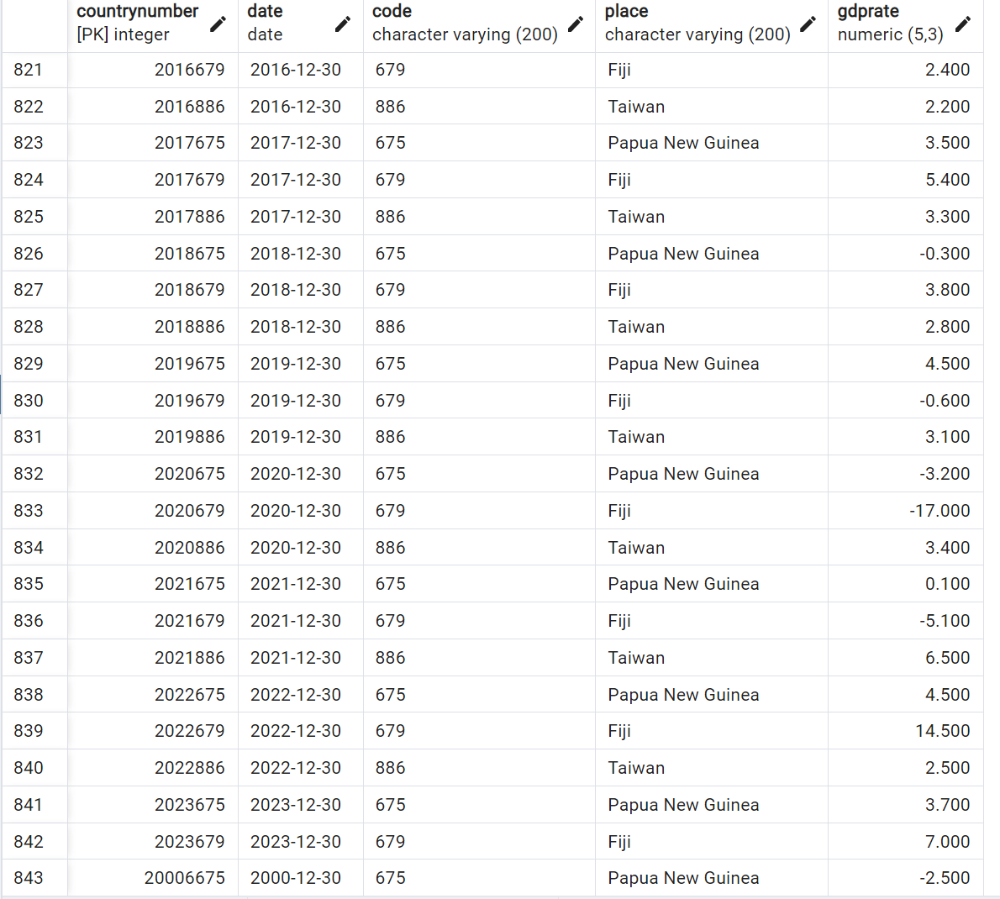 countrynumber date code place gdprate
[PK] integer date character varying (200) character varying (200) numeric (5,3)
821 2016679 2016-12-30 679 Fiji 2.400
822 2016886 2016-12-30 886 Taiwan 2.200
823 2017675 2017-12-30 675 Papua New Guinea 3.500
824 2017679 2017-12-30 679 Fiji 5.400
825 2017886 2017-12-30 886 Taiwan 3.300
826 2018675 2018-12-30 675 Papua New Guinea -0.300
827 2018679 2018-12-30 679 Fiji 3.800
828 2018886 2018-12-30 886 Taiwan 2.800
829 2019675 2019-12-30 675 Papua New Guinea 4.500
830 2019679 2019-12-30 679 Fiji -0.600
831 2019886 2019-12-30 886 Taiwan 3.100
832 2020675 2020-12-30 675 Papua New Guinea -3.200
833 2020679 2020-12-30 679 Fiji -17.000
834 2020886 2020-12-30 886 Taiwan 3.400
835 2021675 2021-12-30 675 Papua New Guinea 0.100
836 2021679 2021-12-30 679 Fiji -5.100
837 2021886 2021-12-30 886 Taiwan 6.500
838 2022675 2022-12-30 675 Papua New Guinea 4.500
839 2022679 2022-12-30 679 Fiji 14.500
840 2022886 2022-12-30 886 Taiwan 2.500
841 2023675 2023-12-30 675 Papua New Guinea 3.700
842 2023679 2023-12-30 679 Fiji 7.000
843 20006675 2000-12-30 675 Papua New Guinea -2.500